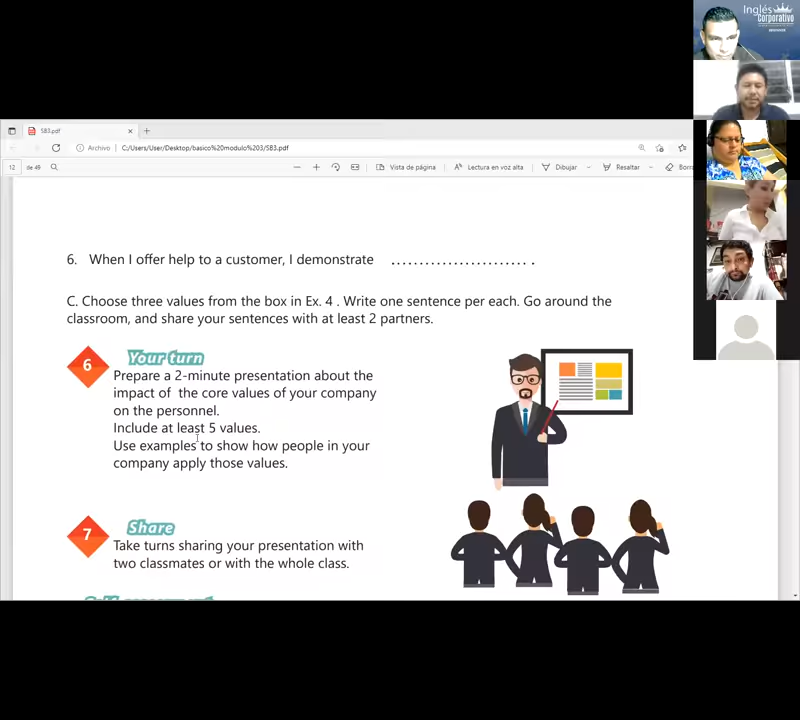 Inglés
Corporativo
BEGINNER
SB3.pdf
Archivo
C:/Users/User/Desktop/basico%20modulo%203/SB3.pdf
12
de 49
Vista de página
Lectura en voz alta
Dibujar
Resaltar
Borra
6. When I offer help to a customer, I demonstrate ........................ .
C. Choose three values from the box in Ex. 4 . Write one sentence per each. Go around the
classroom, and share your sentences with at least 2 partners.
6
Your turn
Prepare a 2-minute presentation about the
impact of the core values of your company
on the personnel.
Include at least 5 values.
Use examples to show how people in your
company apply those values.
7
Share
Take turns sharing your presentation with
two classmates or with the whole class.